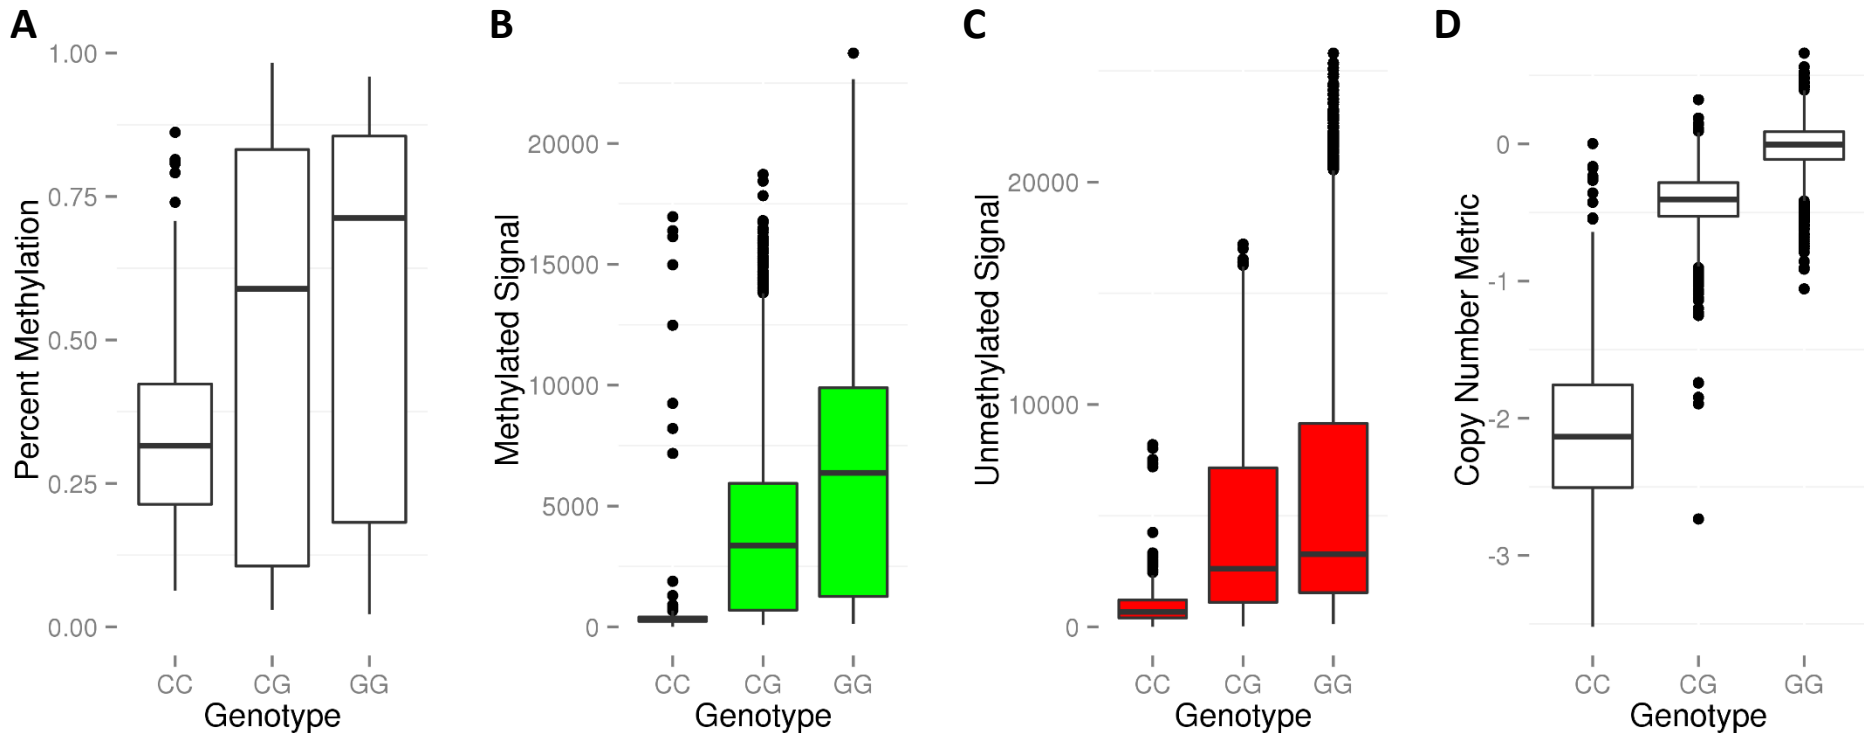 A
Percent Methylation
1.00
0.75
0.50
0.25
0.00
CC CG GG
Genotype
B
Methylated Signal
20000
15000
10000
5000
0
CC CG GG
Genotype
C
Unmethylated Signal
20000
10000
0
CC CG GG
Genotype
D
Copy Number Metric
0
-1
-2
-3
CC CG GG
Genotype